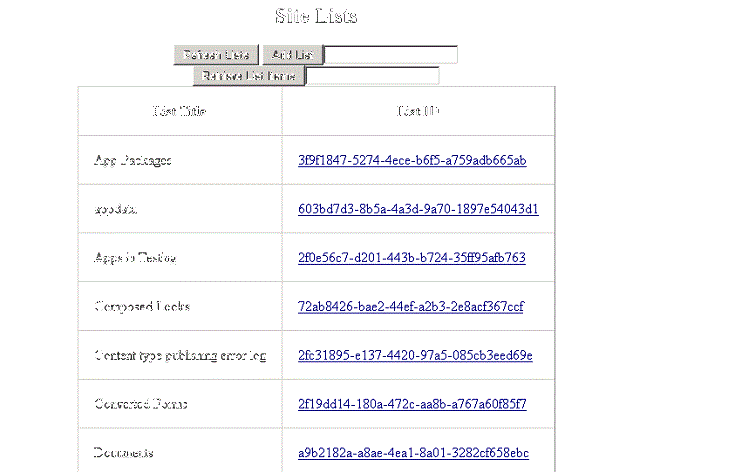 Site Lists
Refresh Lists Add List
Retrieve List Items
List Title List ID
App Packages 3f9f1847-5274-4ece-b6f5-a759adb665ab
appdata 603bd7d3-8b5a-4a3d-9a70-1897e54043d1
Apps in Testing 2f0e56c7-d201-443b-b724-35ff95afb763
Composed Looks 72ab8426-bae2-44ef-a2b3-2e8acf367ccf
Content type publishing error log 2fc31895-e137-4420-97a5-085cb3eed69e
Converted Forms 2f19dd14-180a-472c-aa8b-a767a60f85f7
Documents a9b2182a-a8ae-4ea1-8a01-3282cf658ebc